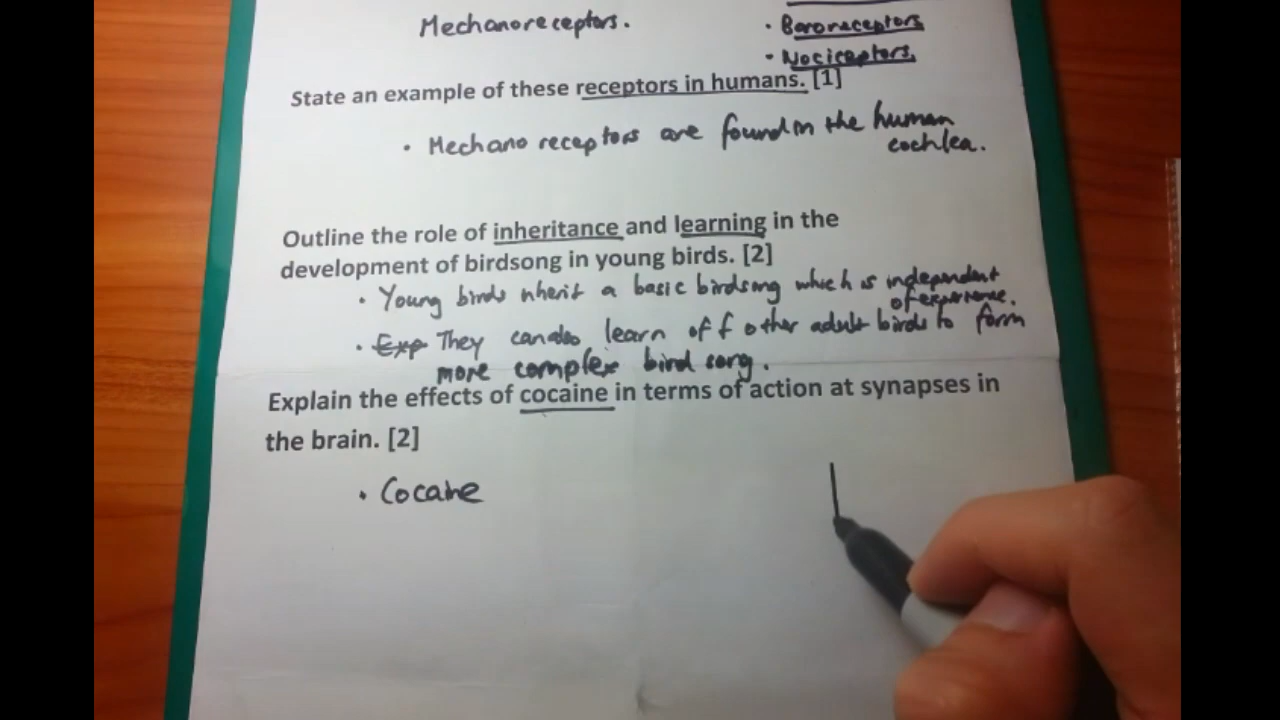 Mechanoreceptors.
• Baroreceptors
• Nociceptors.
State an example of these receptors in humans. [1]
• Mechano receptors are found in the human
cochlea.
Outline the role of inheritance and learning in the
development of birdsong in young birds. [2]
• Young birds inherit a basic birdsong which is independent
of experience.
• Exp They can also learn off other adult birds to form
more complex bird song.
Explain the effects of cocaine in terms of action at synapses in
the brain. [2]
• Cocaine